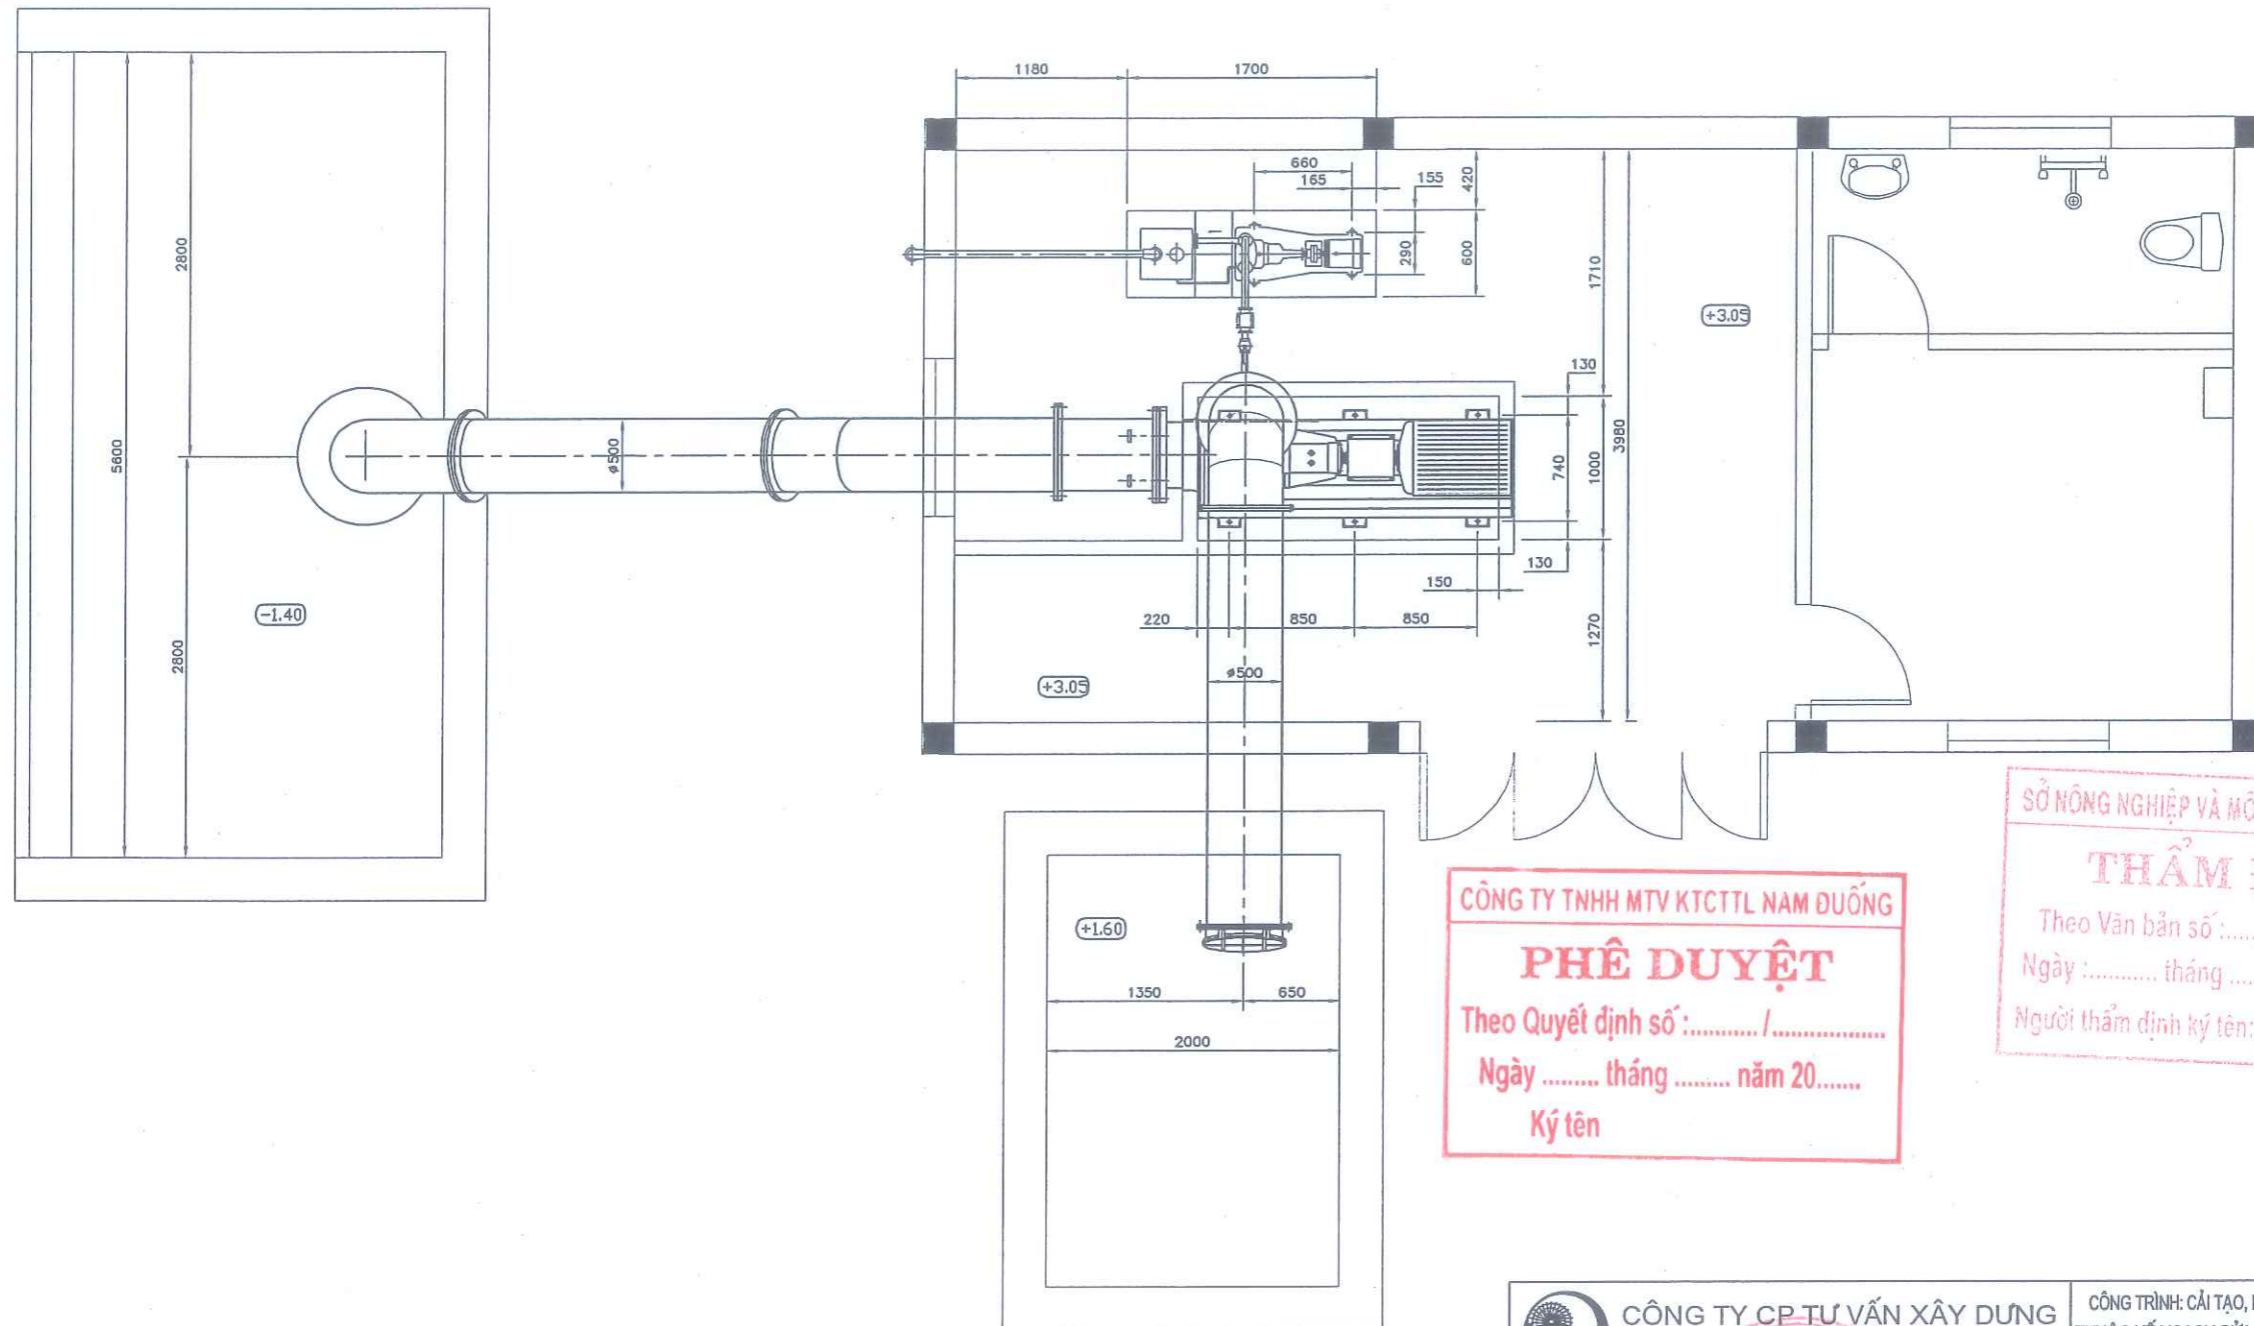 1180
1700
660
165
155
420
290
600
1710
2800
+3.05
130
5600
ø500
740
1000
3980
130
150
-1.40
220
850
850
1270
2800
ø500
+3.05
+1.60
1350
650
2000
CÔNG TY TNHH MTV KTCTTL NAM ĐUỐNG
PHÊ DUYỆT
Theo Quyết định số :.........../..................
Ngày ......... tháng ......... năm 20.......
Ký tên
SỞ NÔNG NGHIỆP VÀ
THẨM
Theo Văn bản số :.....
Ngày :........... tháng ....
Người thẩm định ký tên:
CÔNG TY CP TƯ VẤN XÂY DỰNG
CÔNG TRÌNH: CẢI TẠO,